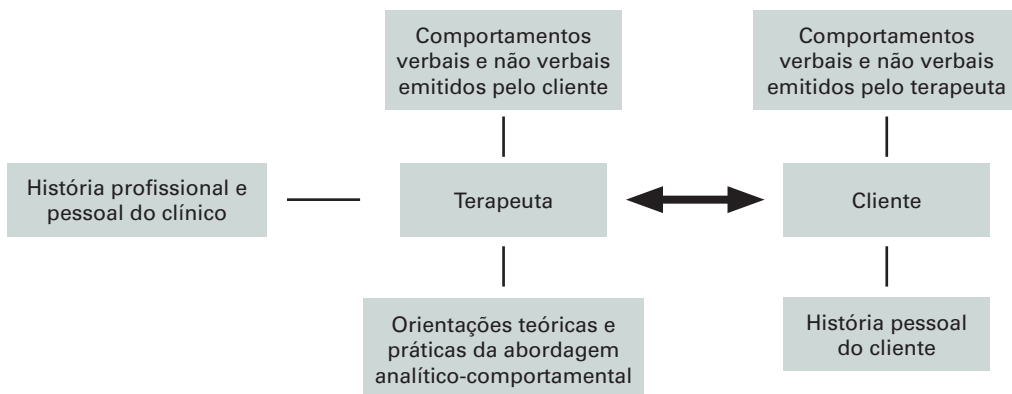 Comportamentos
verbais e não verbais
emitidos pelo cliente
Comportamentos
verbais e não verbais
emitidos pelo terapeuta
História profissional e
pessoal do clínico
Terapeuta
Cliente
Orientações teóricas e
práticas da abordagem
analítico-comportamental
História pessoal
do cliente